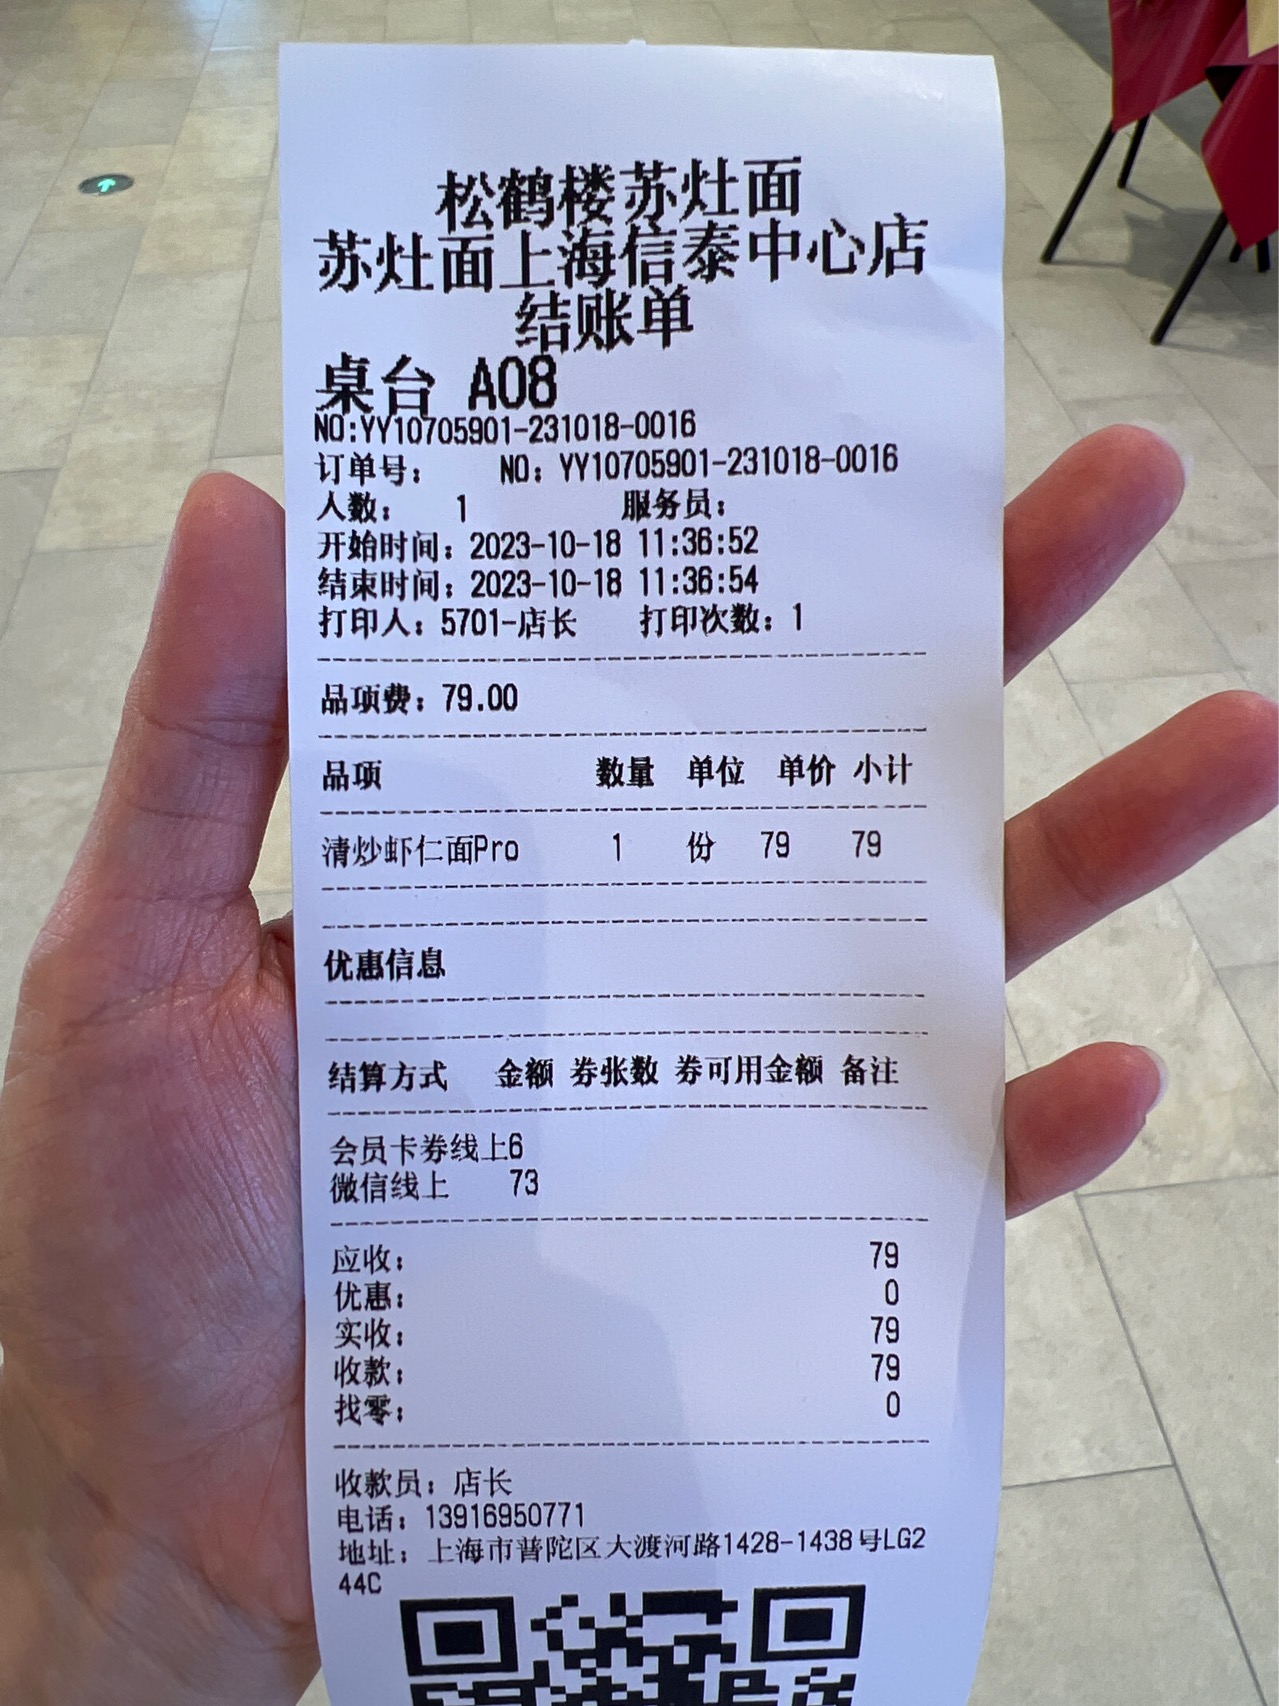 松鹤楼苏灶面
苏灶面上海信泰中心店
结账单
桌台 A08
NO:YY10705901-231018-0016
订单号： NO：YY10705901-231018-0016
人数： 1 服务员：
开始时间：2023-10-18 11:36:52
结束时间：2023-10-18 11:36:54
打印人：5701-店长 打印次数：1
品项费：79.00
品项 数量 单位 单价 小计
清炒虾仁面Pro 1 份 79 79
优惠信息
结算方式 金额 券张数 券可用金额 备注
会员卡券线上6
微信线上 73
应收： 79
优惠： 0
实收： 79
收款： 79
找零： 0
收款员：店长
电话：13916950771
地址：上海市普陀区大渡河路1428-1438号LG2
44C